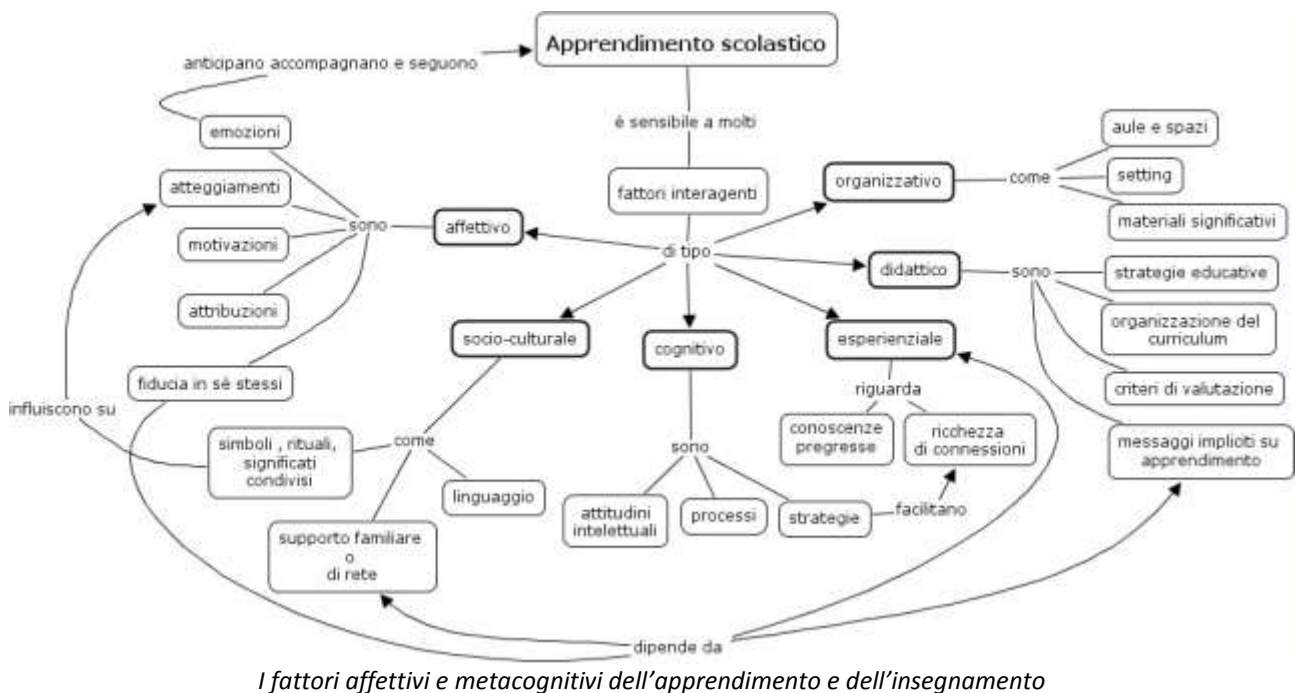 Apprendimento scolastico
anticipano accompagnano e seguono
è sensibile a molti
fattori interagenti
di tipo
emozioni
atteggiamenti
motivazioni
attribuzioni
fiducia in sè stessi
sono
affettivo
organizzativo
come
aule e spazi
setting
materiali significativi
didattico
sono
strategie educative
organizzazione del
curriculum
criteri di valutazione
messaggi impliciti su
apprendimento
socio-culturale
cognitivo
esperienziale
riguarda
conoscenze
pregresse
ricchezza
di connessioni
influiscono su
simboli , rituali,
significati
condivisi
come
linguaggio
supporto familiare
o
di rete
sono
attitudini
intelettuali
processi
strategie
facilitano
dipende da
I fattori affettivi e metacognitivi dell’apprendimento e dell’insegnamento